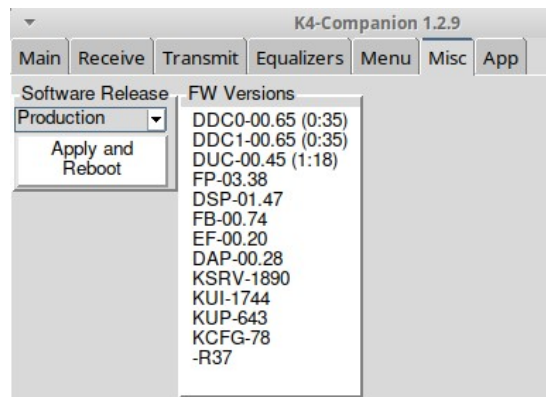 K4-Companion 1.2.9
Main Receive Transmit Equalizers Menu Misc App
Software Release
Production
Apply and
Reboot
FW Versions
DDC0-00.65 (0:35)
DDC1-00.65 (0:35)
DUC-00.45 (1:18)
FP-03.38
DSP-01.47
FB-00.74
EF-00.20
DAP-00.28
KSRV-1890
KUI-1744
KUP-643
KCFG-78
-R37